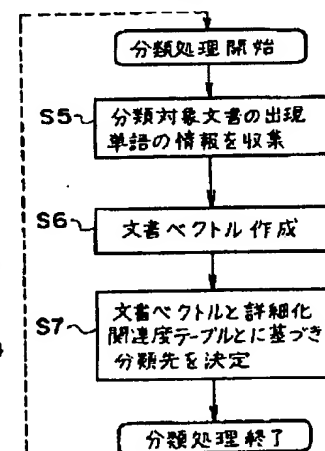 分類処理開始
S5
分類対象文書の出現
単語の情報を収集
S6
文書ベクトル作成
S7
文書ベクトルと詳細化
関連度テーブルとに基づき
分類先を決定
分類処理終了